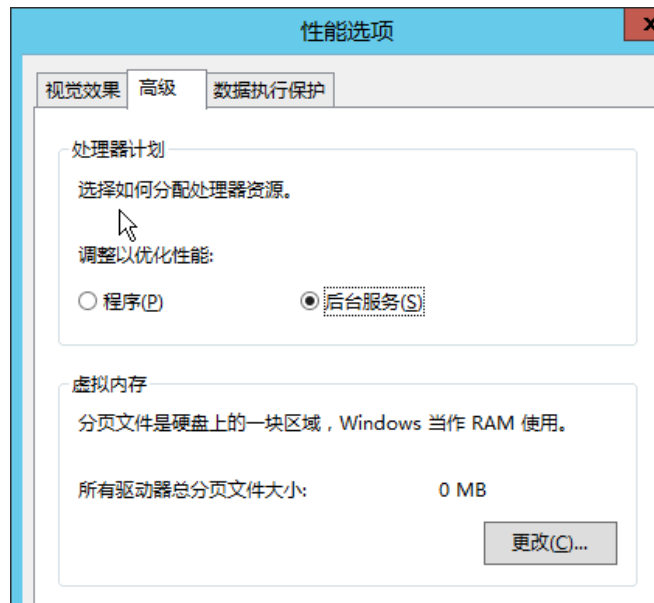 性能选项
视觉效果 高级 数据执行保护
处理器计划
选择如何分配处理器资源。
调整以优化性能:
程序(P) 后台服务(S)
虚拟内存
分页文件是硬盘上的一块区域，Windows 当作 RAM 使用。
所有驱动器总分页文件大小: 0 MB
更改(C)...